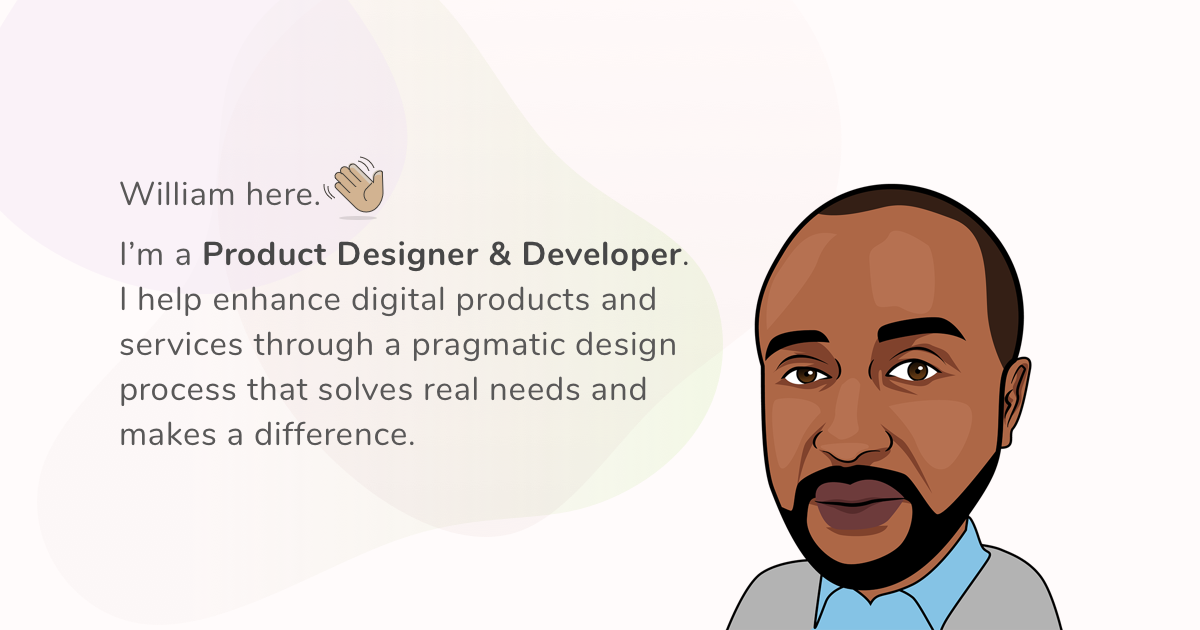 William here.
I’m a Product Designer & Developer.
I help enhance digital products and
services through a pragmatic design
process that solves real needs and
makes a difference.